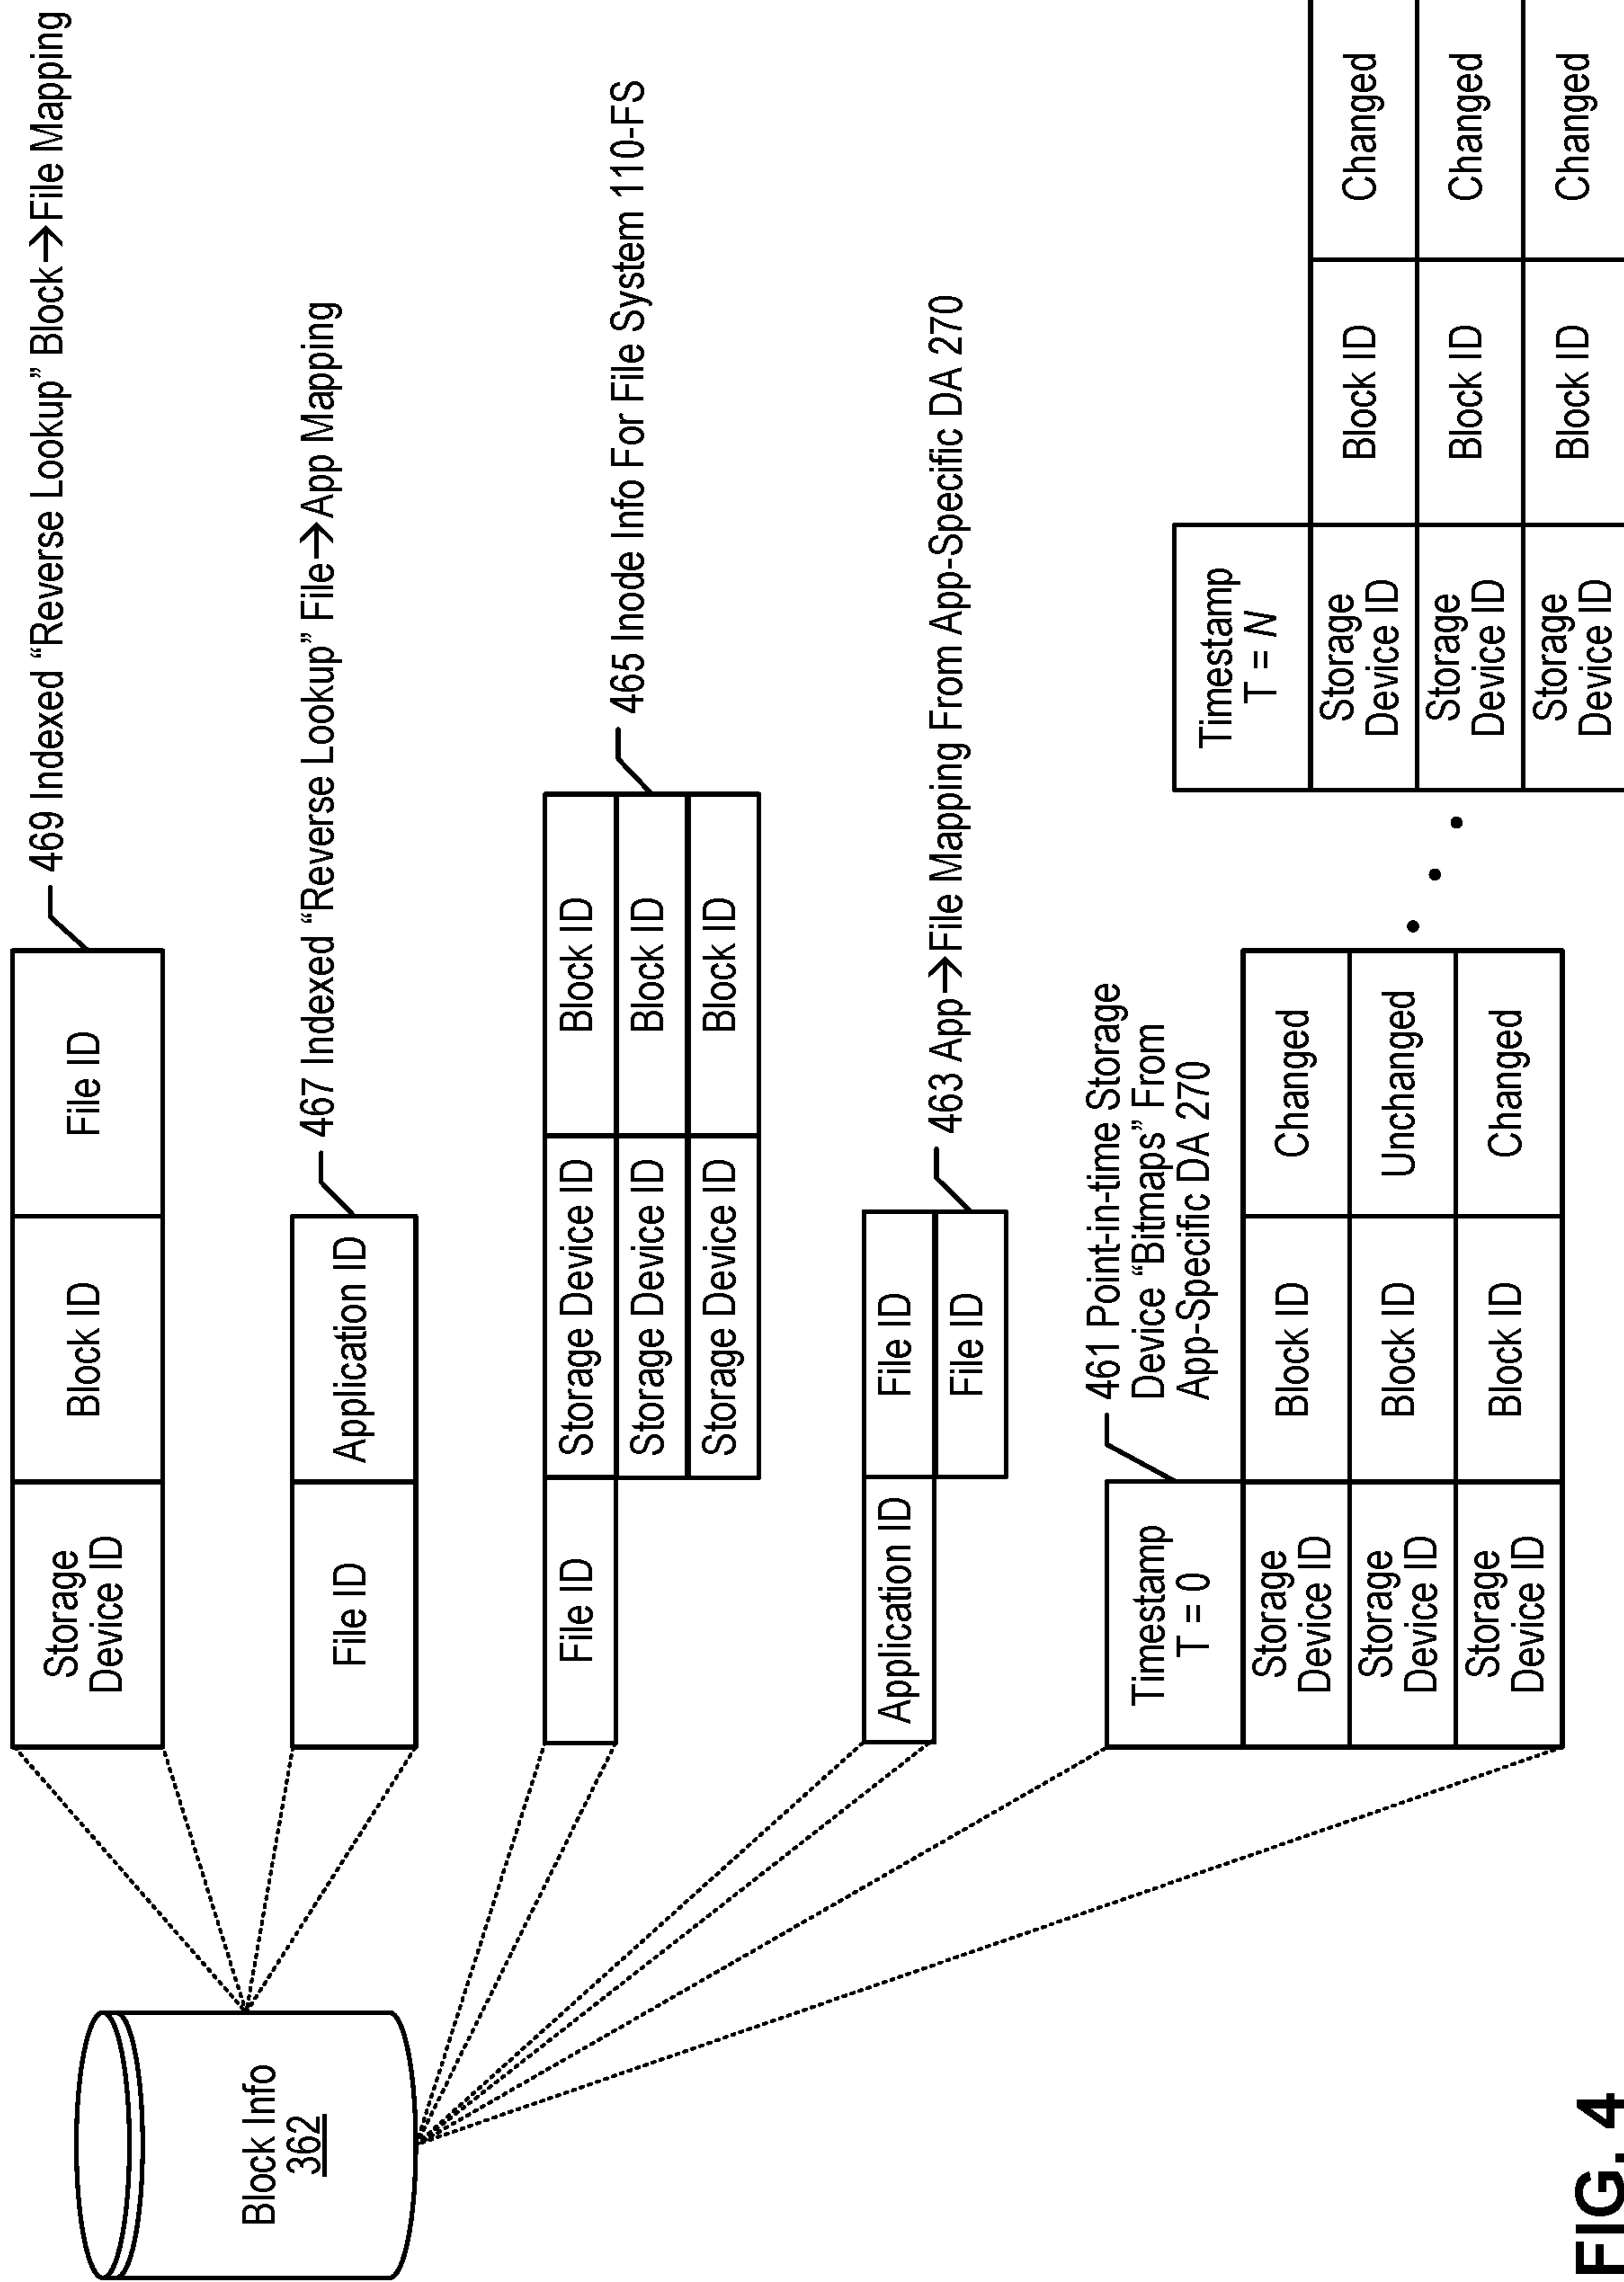 Block Info
362
Storage
Device ID
Block ID
File ID
469 Indexed “Reverse Lookup” Block→File Mapping
File ID
Application ID
467 Indexed “Reverse Lookup” File→App Mapping
File ID
Storage Device ID
Block ID
Storage Device ID
Block ID
Storage Device ID
Block ID
465 Inode Info For File System 110-FS
Application ID
File ID
File ID
463 App→File Mapping From App-Specific DA 270
461 Point-in-time Storage
Device “Bitmaps” From
App-Specific DA 270
Timestamp
T = 0
Storage
Device ID
Block ID
Changed
Storage
Device ID
Block ID
Unchanged
Storage
Device ID
Block ID
Changed
Timestamp
T = N
Storage
Device ID
Block ID
Changed
Storage
Device ID
Block ID
Changed
Storage
Device ID
Block ID
Changed
FIG. 4